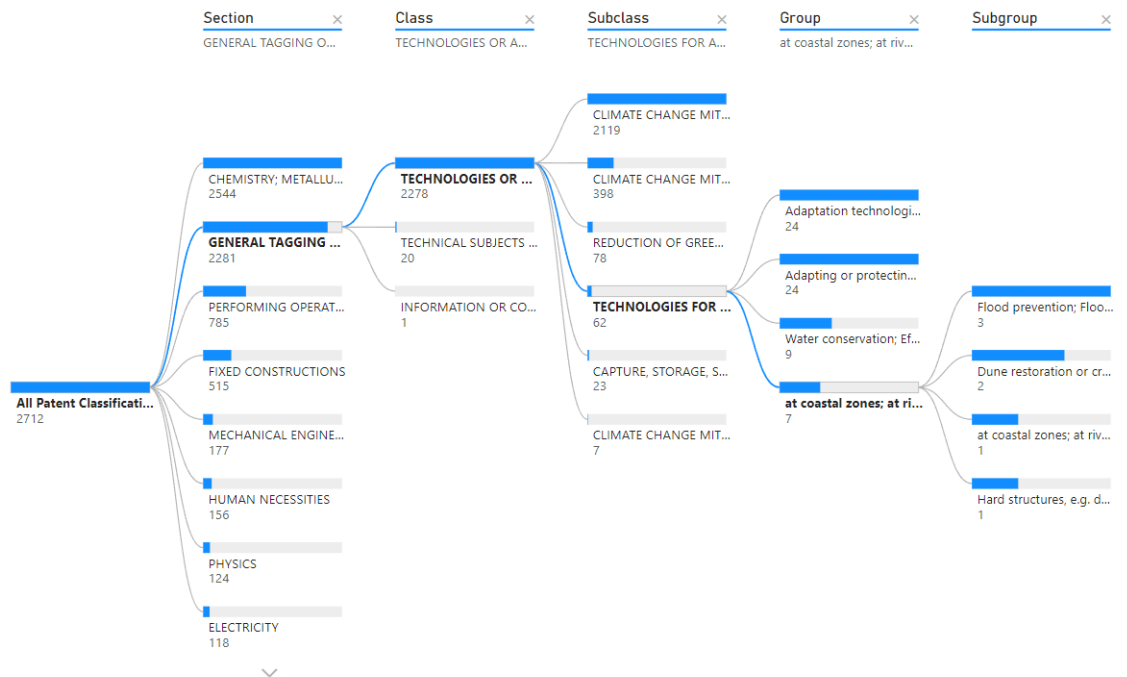 Section
GENERAL TAGGING O...
Class
TECHNOLOGIES OR A...
Subclass
TECHNOLOGIES FOR A...
Group
at coastal zones; at riv...
Subgroup
All Patent Classificati...
2712
CHEMISTRY; METALLU...
2544
GENERAL TAGGING ...
2281
PERFORMING OPERAT...
785
FIXED CONSTRUCTIONS
515
MECHANICAL ENGINE...
177
HUMAN NECESSITIES
156
PHYSICS
124
ELECTRICITY
118
TECHNOLOGIES OR ...
2278
TECHNICAL SUBJECTS ...
20
INFORMATION OR CO...
1
CLIMATE CHANGE MIT...
2119
CLIMATE CHANGE MIT...
398
REDUCTION OF GREE...
78
TECHNOLOGIES FOR ...
62
CAPTURE, STORAGE, S...
23
CLIMATE CHANGE MIT...
7
Adaptation technologi...
24
Adapting or protectin...
24
Water conservation; Ef...
9
at coastal zones; at ri...
7
Flood prevention; Floo...
3
Dune restoration or cr...
2
at coastal zones; at riv...
1
Hard structures, e.g. d...
1